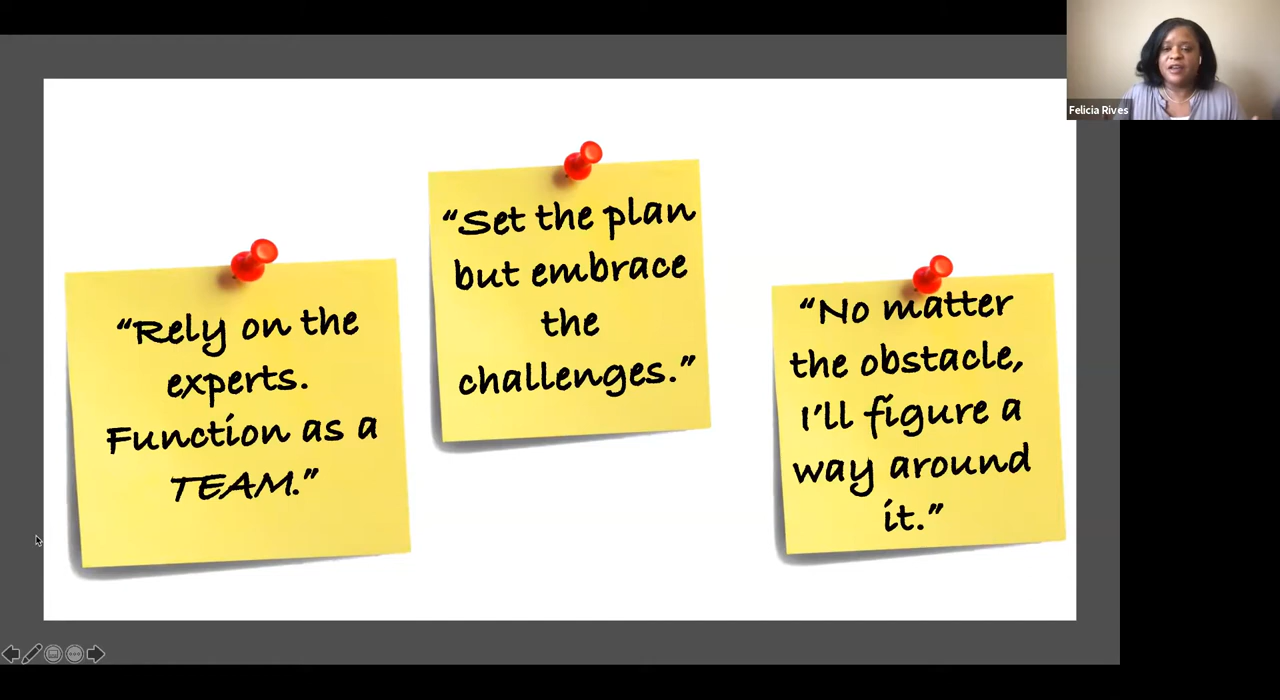 Felicia Rives
“Rely on the
experts.
Function as a
TEAM.”
“Set the plan
but embrace
the
challenges.”
“No matter
the obstacle,
I’ll figure a
way around
it.”